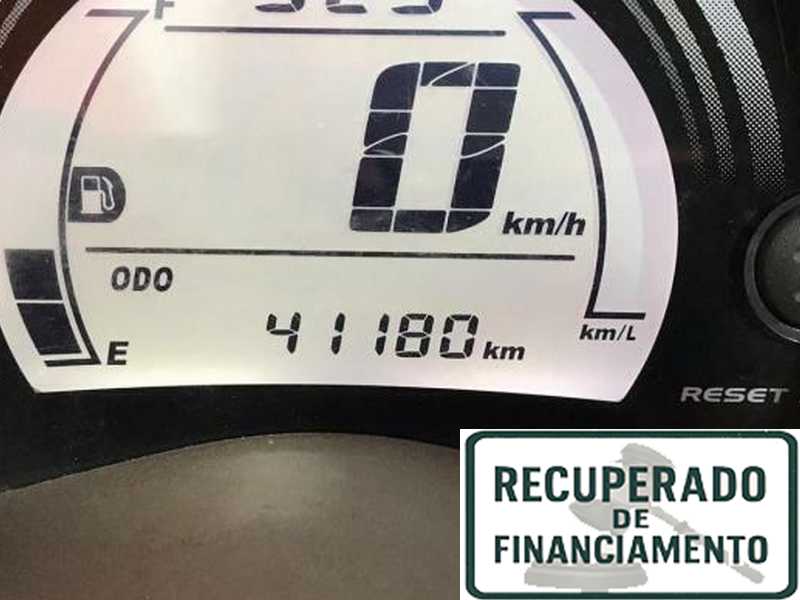 F
0
km/h
ODO
41180 km
E
km/L
RESET
RECUPERADO
DE
FINANCIAMENTO